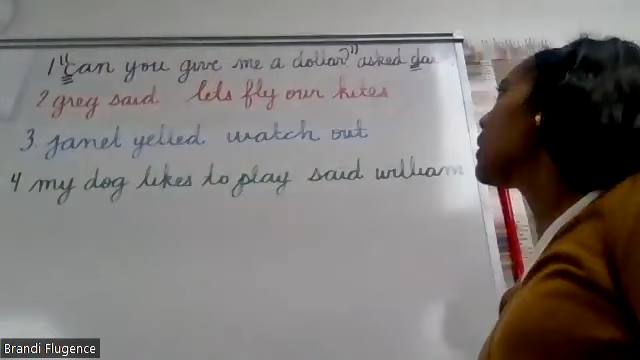 1 "Can you give me a dollar?" asked
2 greg said lets fly our kites
3. janet yelled watch out
4 my dog likes to play said william
Brandi Flugence